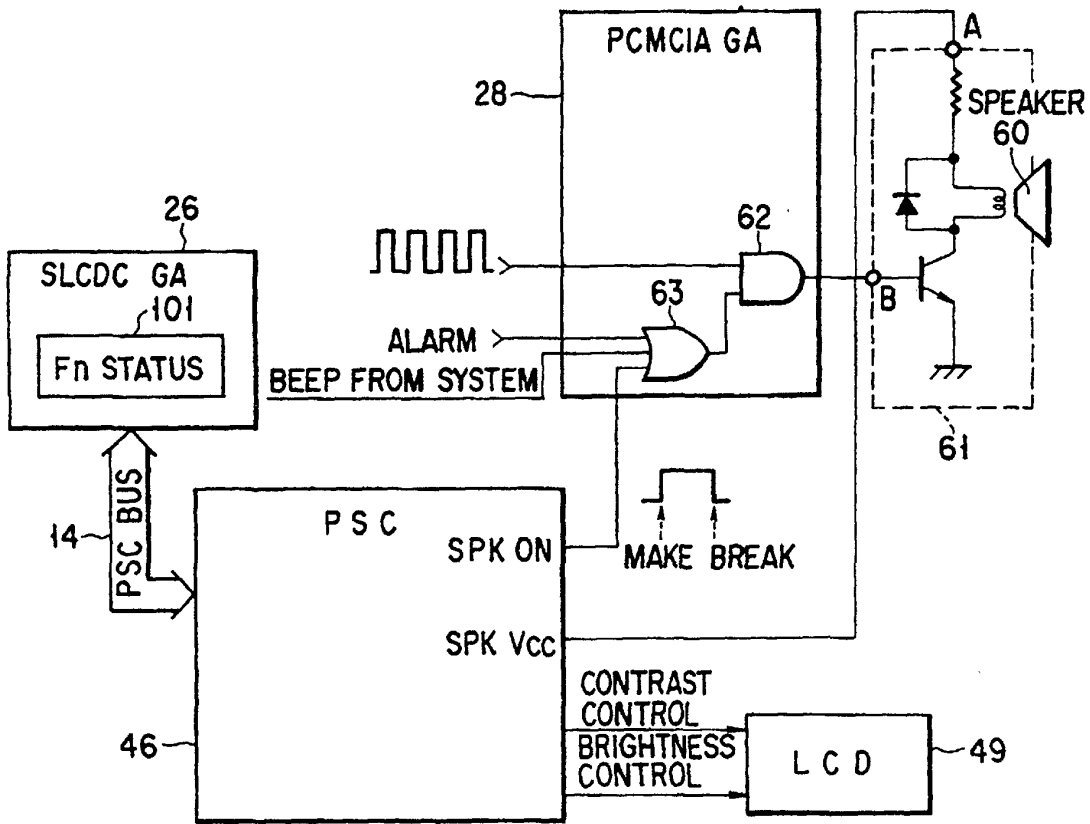 PCMCIA GA
28
A
SPEAKER
60
26
62
SLCDC GA
101
Fn STATUS
63
B
ALARM
BEEP FROM SYSTEM
61
PSC BUS
14
PSC
SPK ON
MAKE BREAK
SPK Vcc
CONTRAST
CONTROL
BRIGHTNESS
CONTROL
46
LCD
49